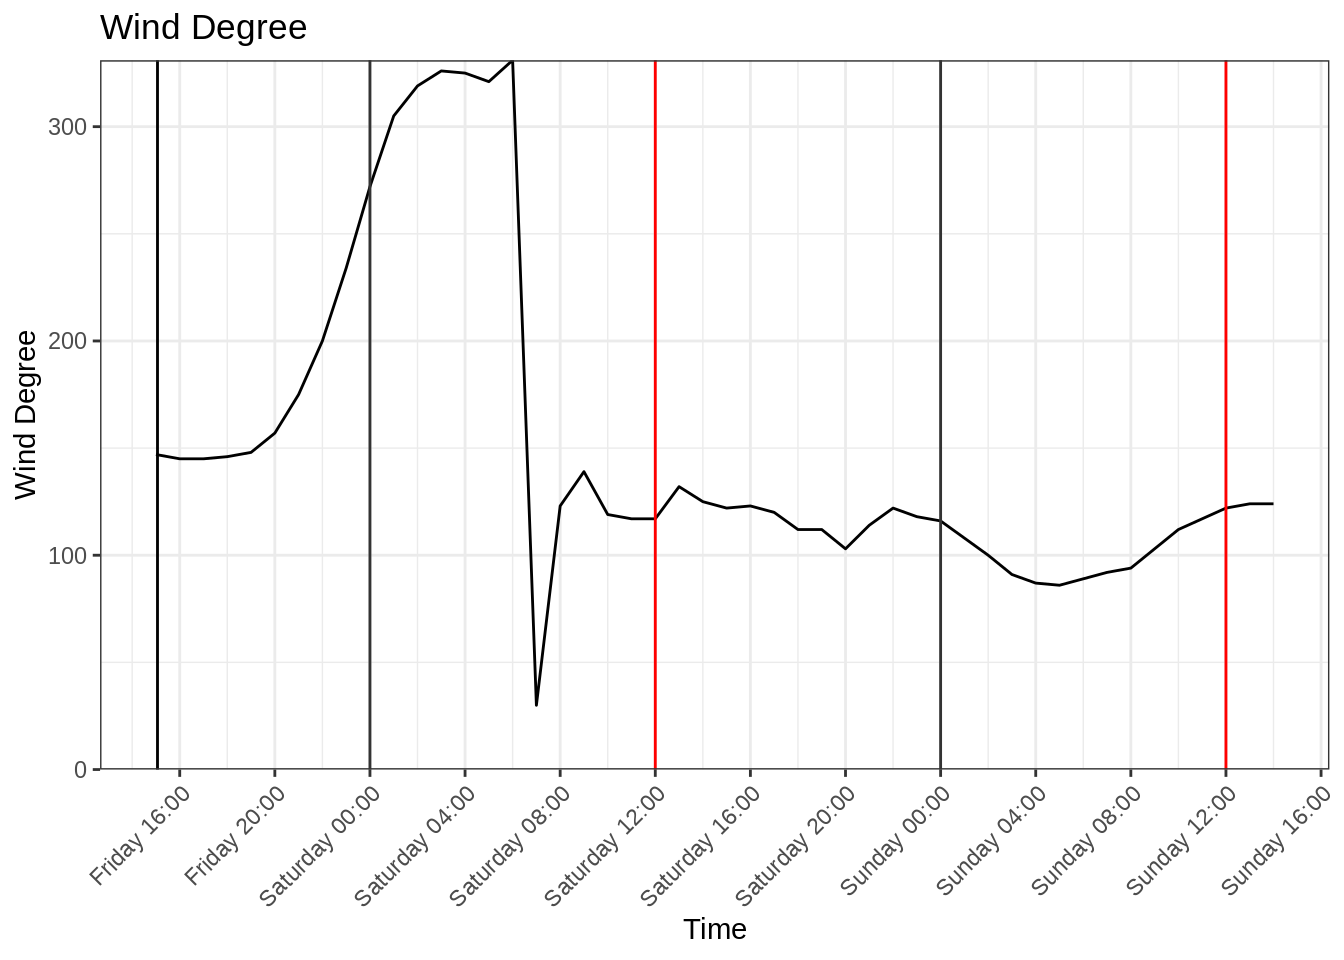 Wind Degree
Wind Degree
300
200
100
0
Friday 16:00
Friday 20:00
Saturday 00:00
Saturday 04:00
Saturday 08:00
Saturday 12:00
Saturday 16:00
Saturday 20:00
Sunday 00:00
Sunday 04:00
Sunday 08:00
Sunday 12:00
Sunday 16:00
Time